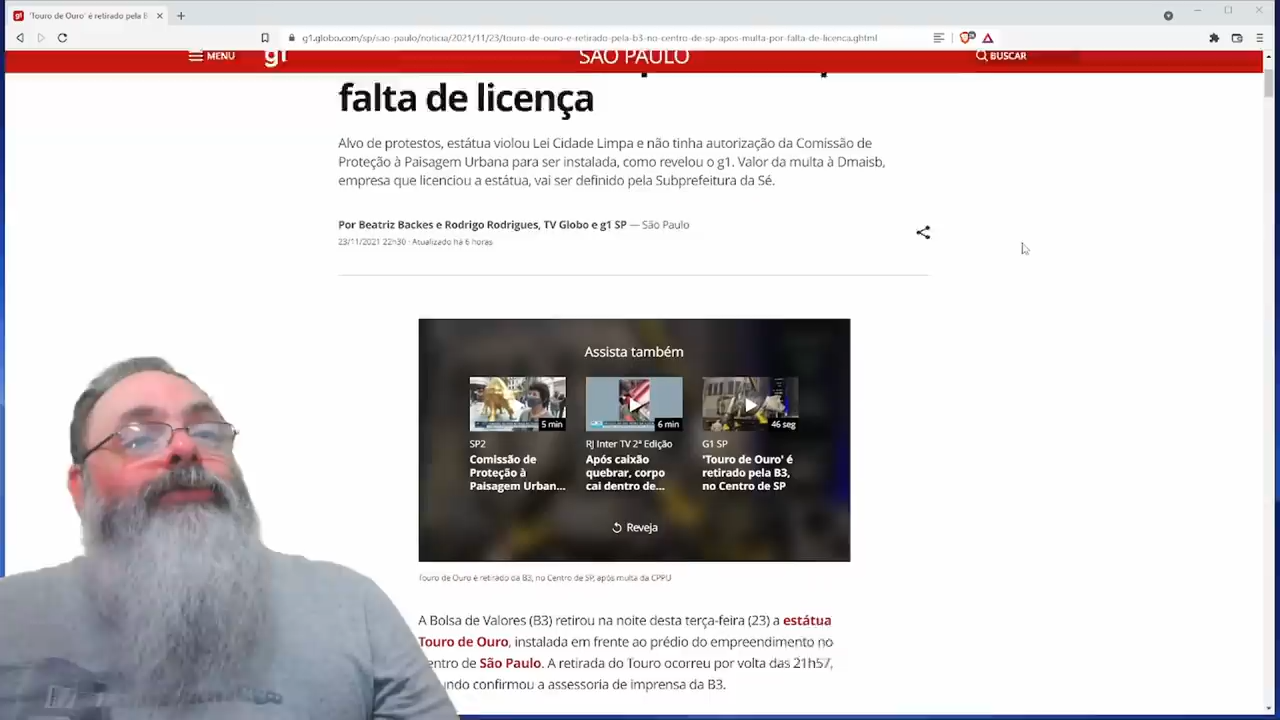 'Touro de Ouro' é retirado pela B
g1.globo.com/sp/sao-paulo/noticia/2021/11/23/touro-de-ouro-e-retirado-pela-b3-no-centro-de-sp-apos-multa-por-falta-de-licenca.ghtml
MENU
g1
SÃO PAULO
BUSCAR
falta de licença
Alvo de protestos, estátua violou Lei Cidade Limpa e não tinha autorização da Comissão de
Proteção à Paisagem Urbana para ser instalada, como revelou o g1. Valor da multa à Dmaisb,
empresa que licenciou a estátua, vai ser definido pela Subprefeitura da Sé.
Por Beatriz Backes e Rodrigo Rodrigues, TV Globo e g1 SP — São Paulo
23/11/2021 22h30 · Atualizado há 6 horas
Assista também
5 min
6 min
46 seg
SP2
Comissão de
Proteção à
Paisagem Urban...
RJ Inter TV 2ª Edição
Após caixão
quebrar, corpo
cai dentro de...
G1 SP
'Touro de Ouro' é
retirado pela B3,
no Centro de SP
Reveja
Touro de Ouro é retirado da B3, no Centro de SP, após multa da CPPU
A Bolsa de Valores (B3) retirou na noite desta terça-feira (23) a estátua
Touro de Ouro, instalada em frente ao prédio do empreendimento no
entro de São Paulo. A retirada do Touro ocorreu por volta das 21h57,
undo confirmou a assessoria de imprensa da B3.